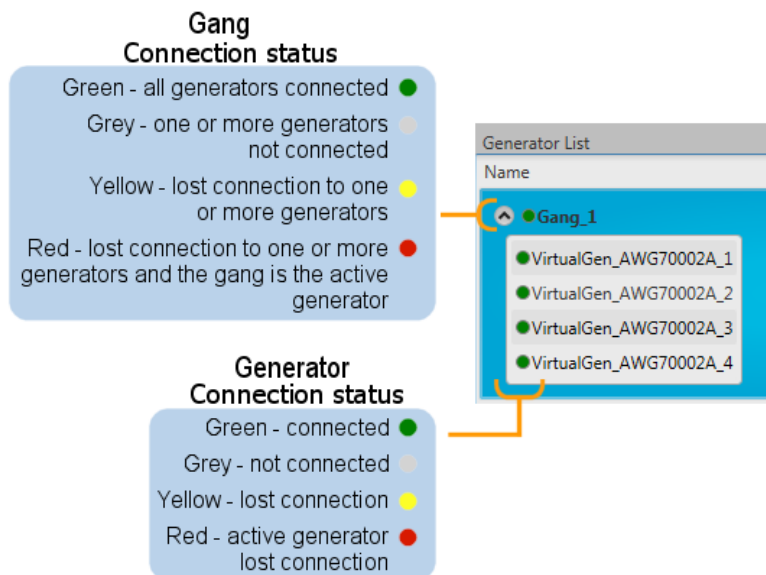 Gang
Connection status
Green - all generators connected
Grey - one or more generators
not connected
Yellow - lost connection to one
or more generators
Red - lost connection to one or more
generators and the gang is the active
generator
Generator List
Name
Gang_1
VirtualGen_AWG70002A_1
VirtualGen_AWG70002A_2
VirtualGen_AWG70002A_3
VirtualGen_AWG70002A_4
Generator
Connection status
Green - connected
Grey - not connected
Yellow - lost connection
Red - active generator
lost connection